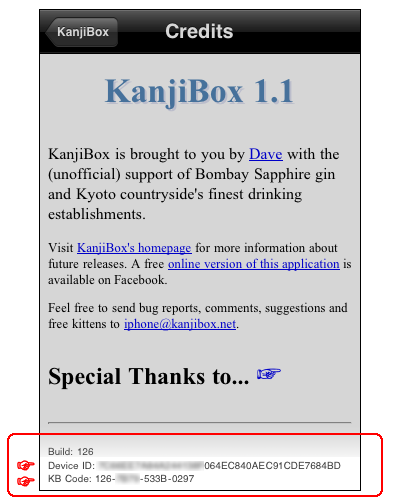 KanjiBox
Credits
KanjiBox 1.1
KanjiBox is brought to you by Dave with the
(unofficial) support of Bombay Sapphire gin
and Kyoto countryside's finest drinking
establishments.
Visit KanjiBox's homepage for more information about
future releases. A free online version of this application is
available on Facebook.
Feel free to send bug reports, comments, suggestions and
free kittens to iphone@kanjibox.net.
Special Thanks to... ☞
Build: 126
Device ID: 064EC840AEC91CDE7684BD
KB Code: 126- -533B-0297